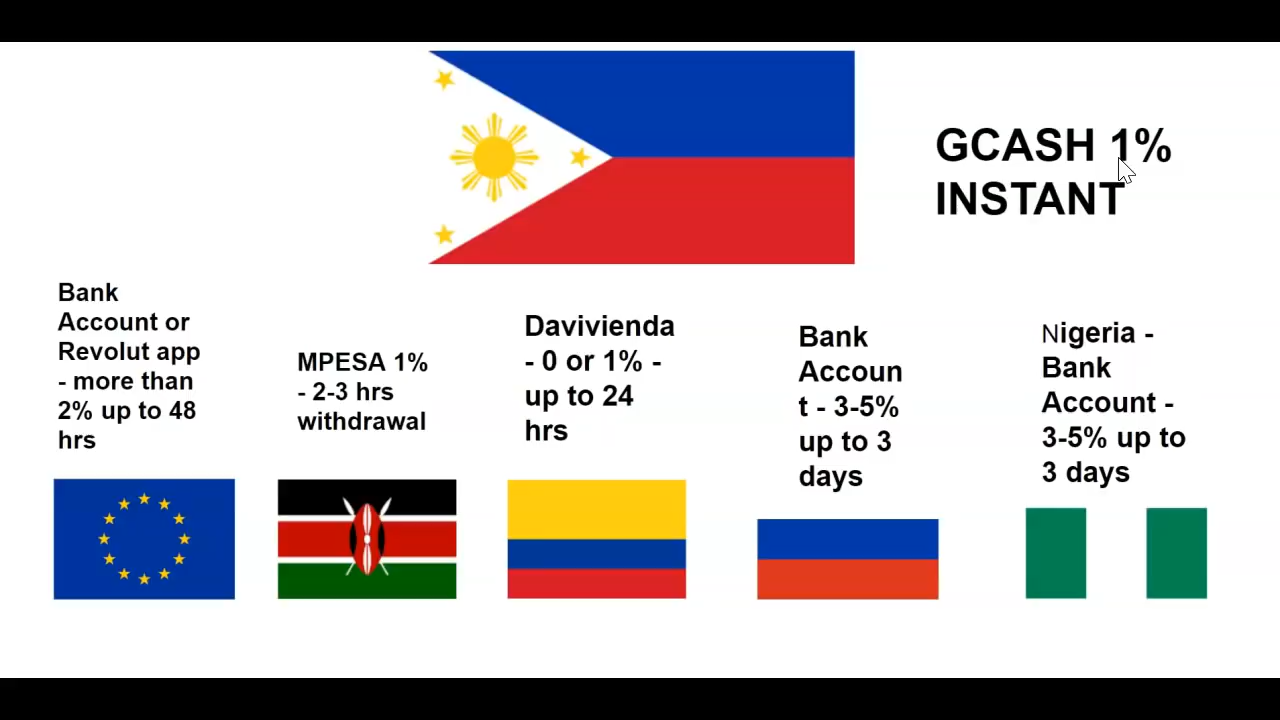 GCASH 1%
INSTANT
Bank
Account or
Revolut app
- more than
2% up to 48
hrs
MPESA 1%
- 2-3 hrs
withdrawal
Davivienda
- 0 or 1% -
up to 24
hrs
Bank
Accoun
t - 3-5%
up to 3
days
Nigeria -
Bank
Account -
3-5% up to
3 days